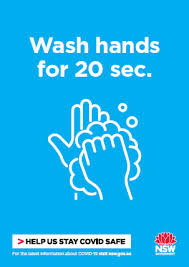 Wash hands
for 20 sec.
> HELP US STAY COVID SAFE
For the latest information about COVID-19 visit nsw.gov.au
NSW
GOVERNMENT